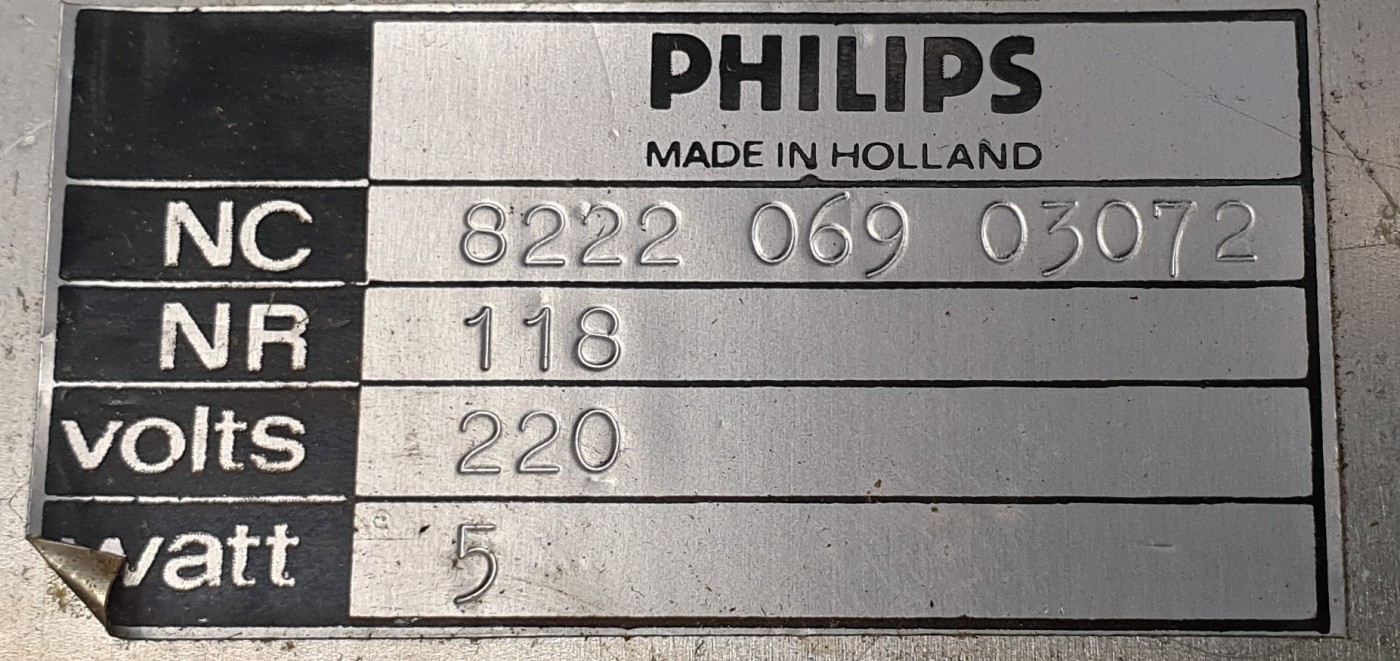 PHILIPS
MADE IN HOLLAND
NC 8222 069 03072
NR 118
volts 220
watt 5